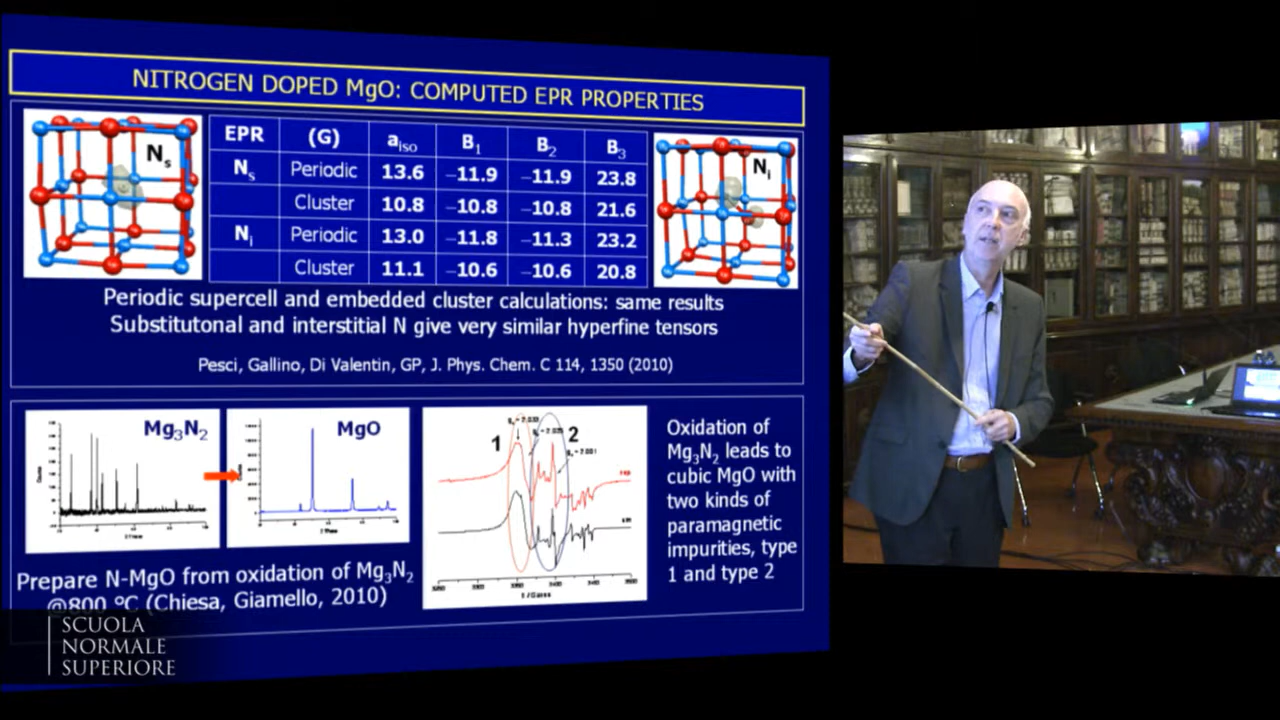 NITROGEN DOPED MgO: COMPUTED EPR PROPERTIES
Ns
EPR (G) aiso B1 B2 B3
Ns Periodic 13.6 –11.9 –11.9 23.8
Cluster 10.8 –10.8 –10.8 21.6
Ni Periodic 13.0 –11.8 –11.3 23.2
Cluster 11.1 –10.6 –10.6 20.8
Ni
Periodic supercell and embedded cluster calculations: same results
Substitutonal and interstitial N give very similar hyperfine tensors
Pesci, Gallino, Di Valentin, GP, J. Phys. Chem. C 114, 1350 (2010)
Mg3N2
MgO
1
2
Oxidation of
Mg3N2 leads to
cubic MgO with
two kinds of
paramagnetic
impurities, type
1 and type 2
Prepare N-MgO from oxidation of Mg3N2
@800 °C (Chiesa, Giamello, 2010)
SCUOLA
NORMALE
SUPERIORE